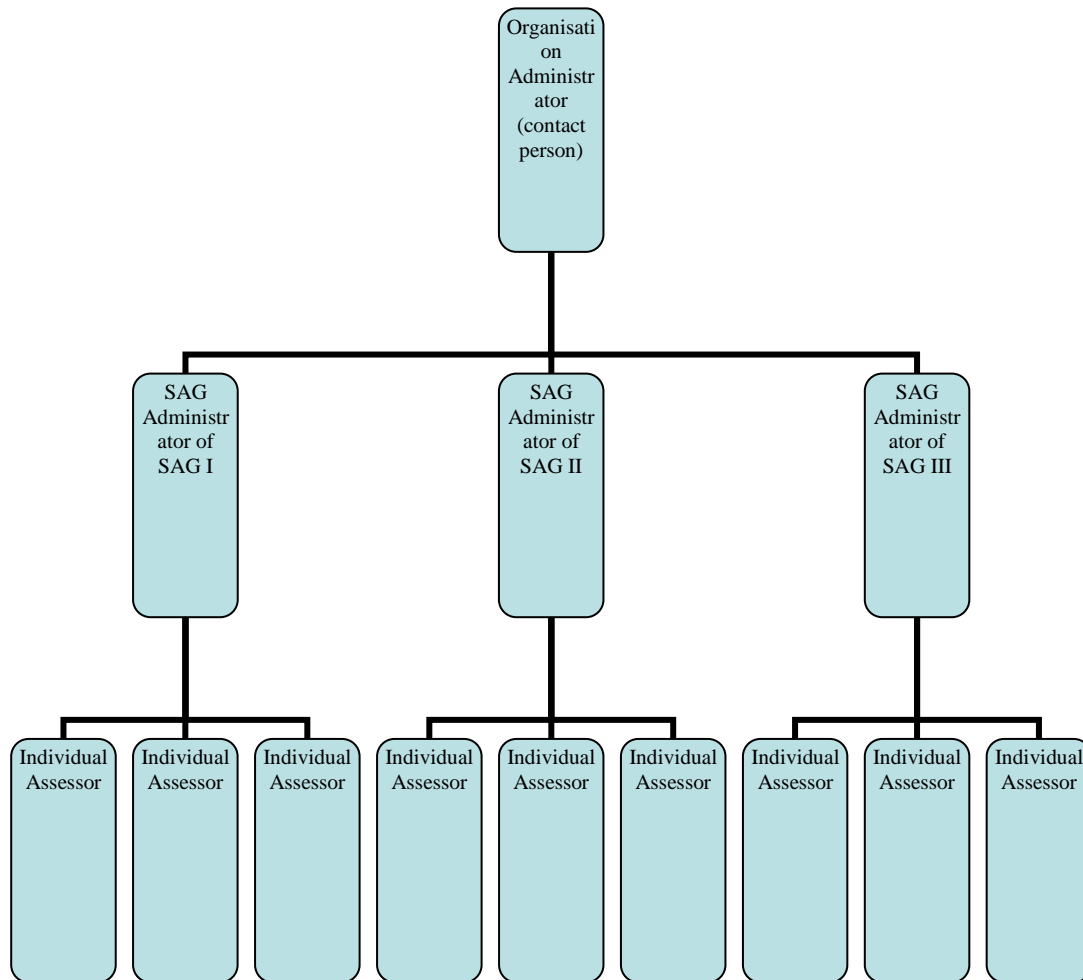 Organisati
on
Administr
ator
(contact
person)
SAG
Administr
ator of
SAG I
SAG
Administr
ator of
SAG II
SAG
Administr
ator of
SAG III
Individual
Assessor
Individual
Assessor
Individual
Assessor
Individual
Assessor
Individual
Assessor
Individual
Assessor
Individual
Assessor
Individual
Assessor
Individual
Assessor